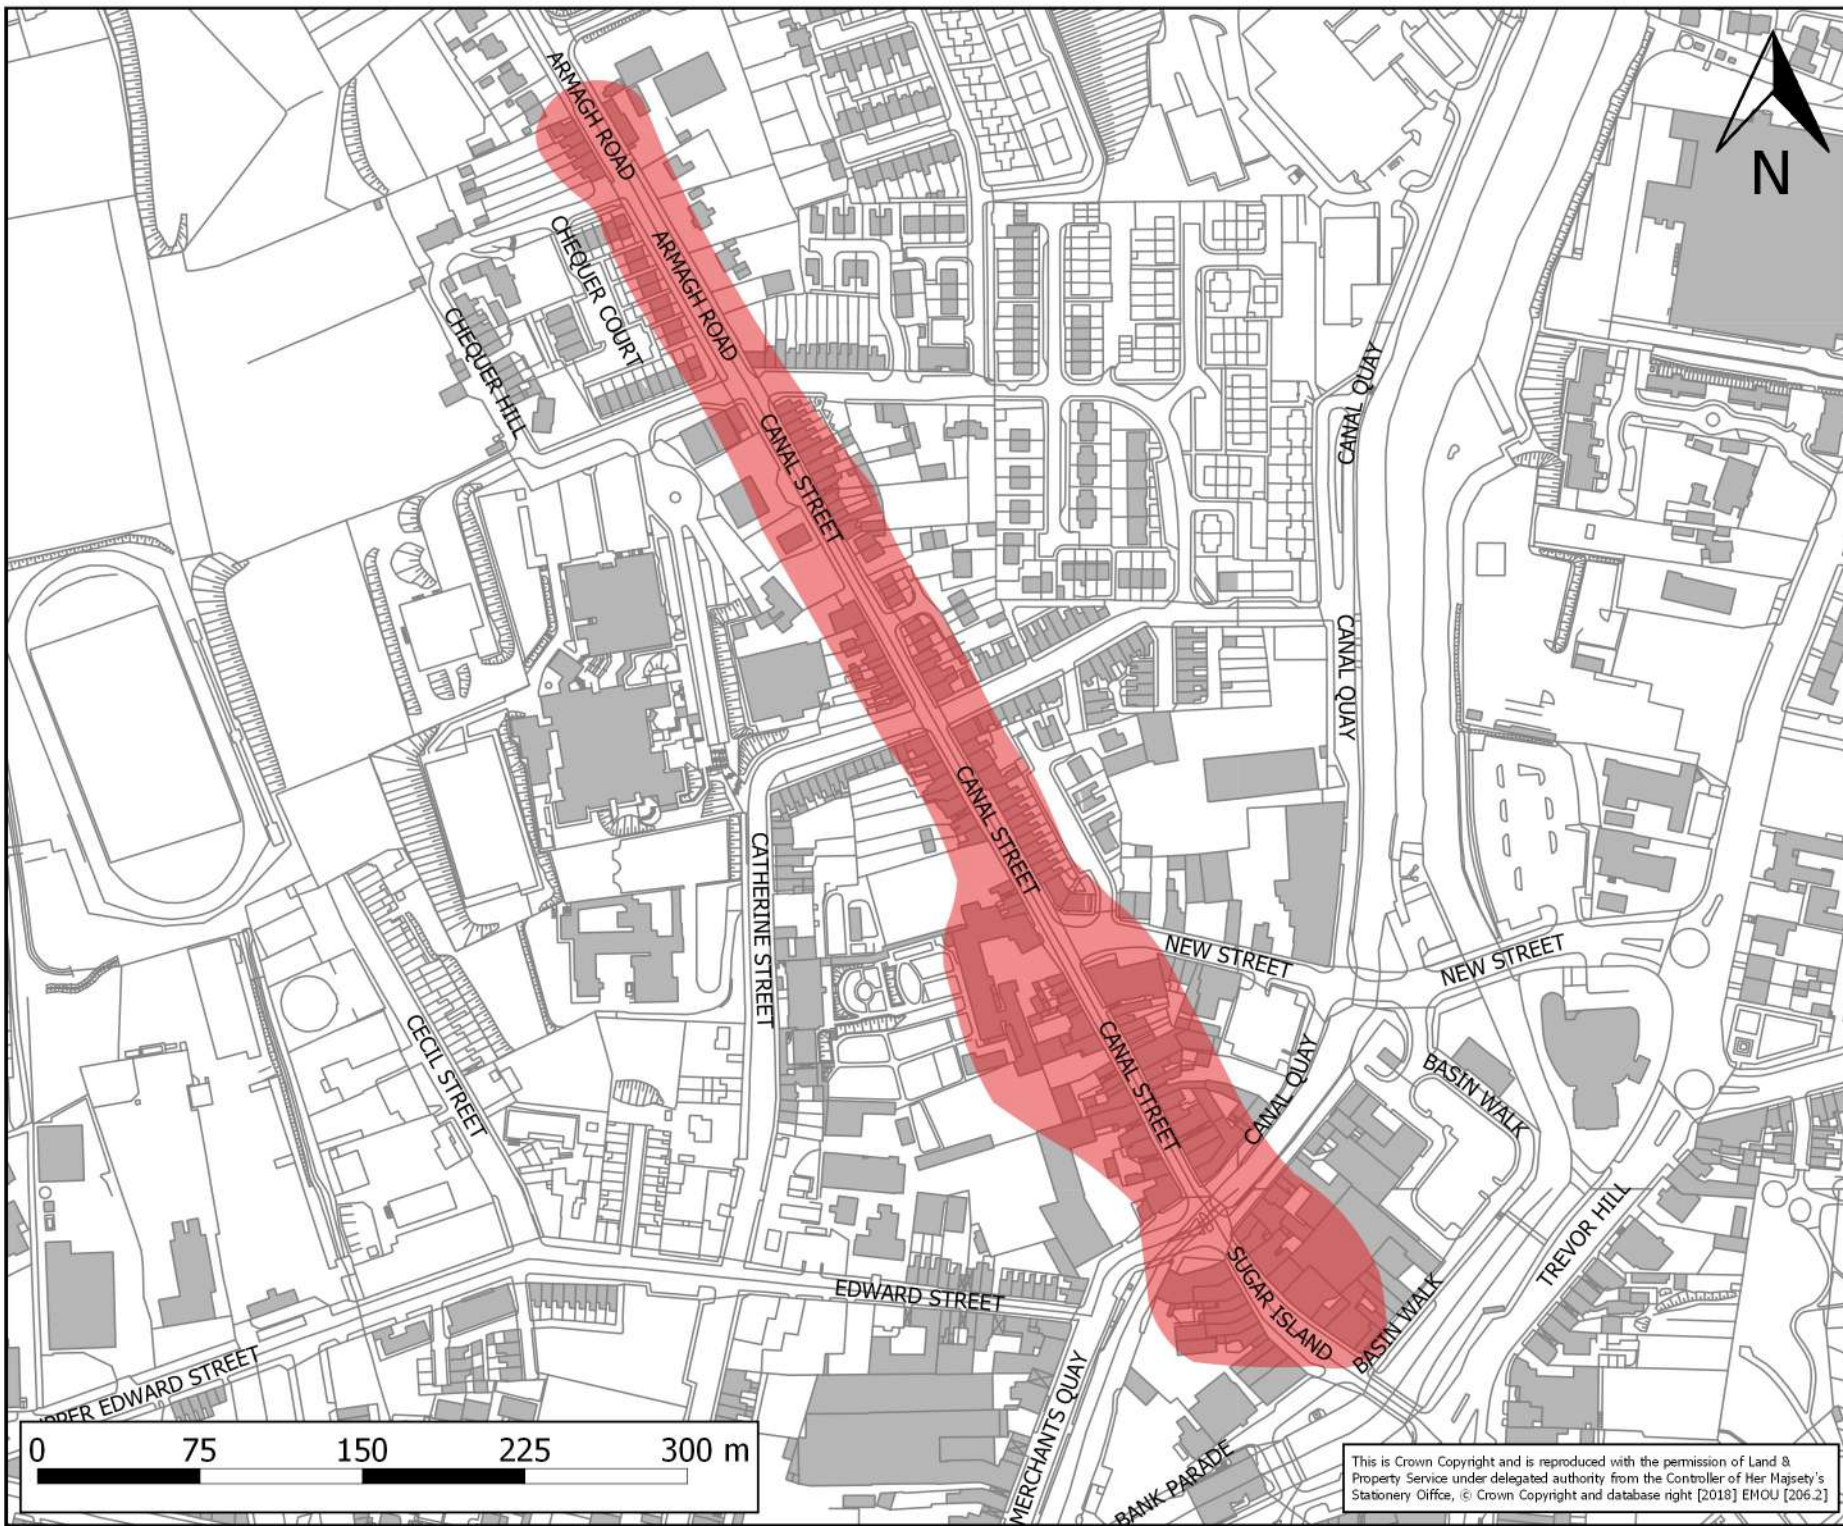 ARMAGH ROAD
N
CHEQUER COURT
ARMAGH ROAD
CHEQUER HILL
CANAL QUAY
CANAL STREET
CANAL QUAY
CANAL STREET
CATHERINE STREET
NEW STREET
NEW STREET
CECIL STREET
CANAL STREET
CANAL QUAY
BASIN WALK
TREVOR HILL
SUGAR ISLAND
EDWARD STREET
BASIN WALK
UPPER EDWARD STREET
MERCHANTS QUAY
BANK PARADE
0 75 150 225 300 m
This is Crown Copyright and is reproduced with the permission of Land &
Property Service under delegated authority from the Controller of Her Majsety's
Stationery Oiffce, © Crown Copyright and database right [2018] EMOU [206.2]